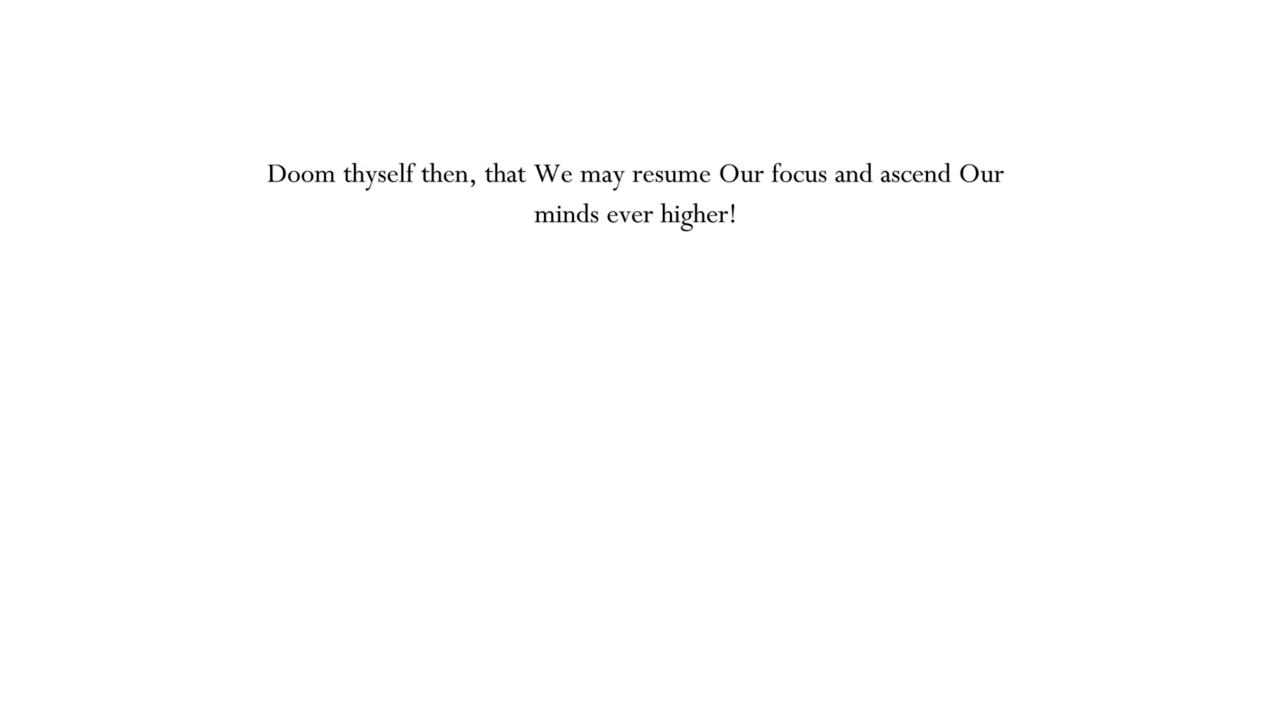 Doom thyself then, that We may resume Our focus and ascend Our
minds ever higher!